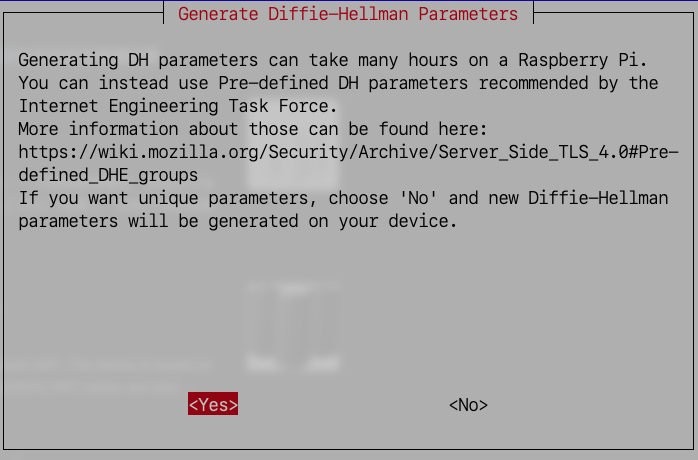 Generate Diffie-Hellman Parameters
Generating DH parameters can take many hours on a Raspberry Pi.
You can instead use Pre-defined DH parameters recommended by the
Internet Engineering Task Force.
More information about those can be found here:
https://wiki.mozilla.org/Security/Archive/Server_Side_TLS_4.0#Pre-
defined_DHE_groups
If you want unique parameters, choose 'No' and new Diffie-Hellman
parameters will be generated on your device.
<Yes> <No>